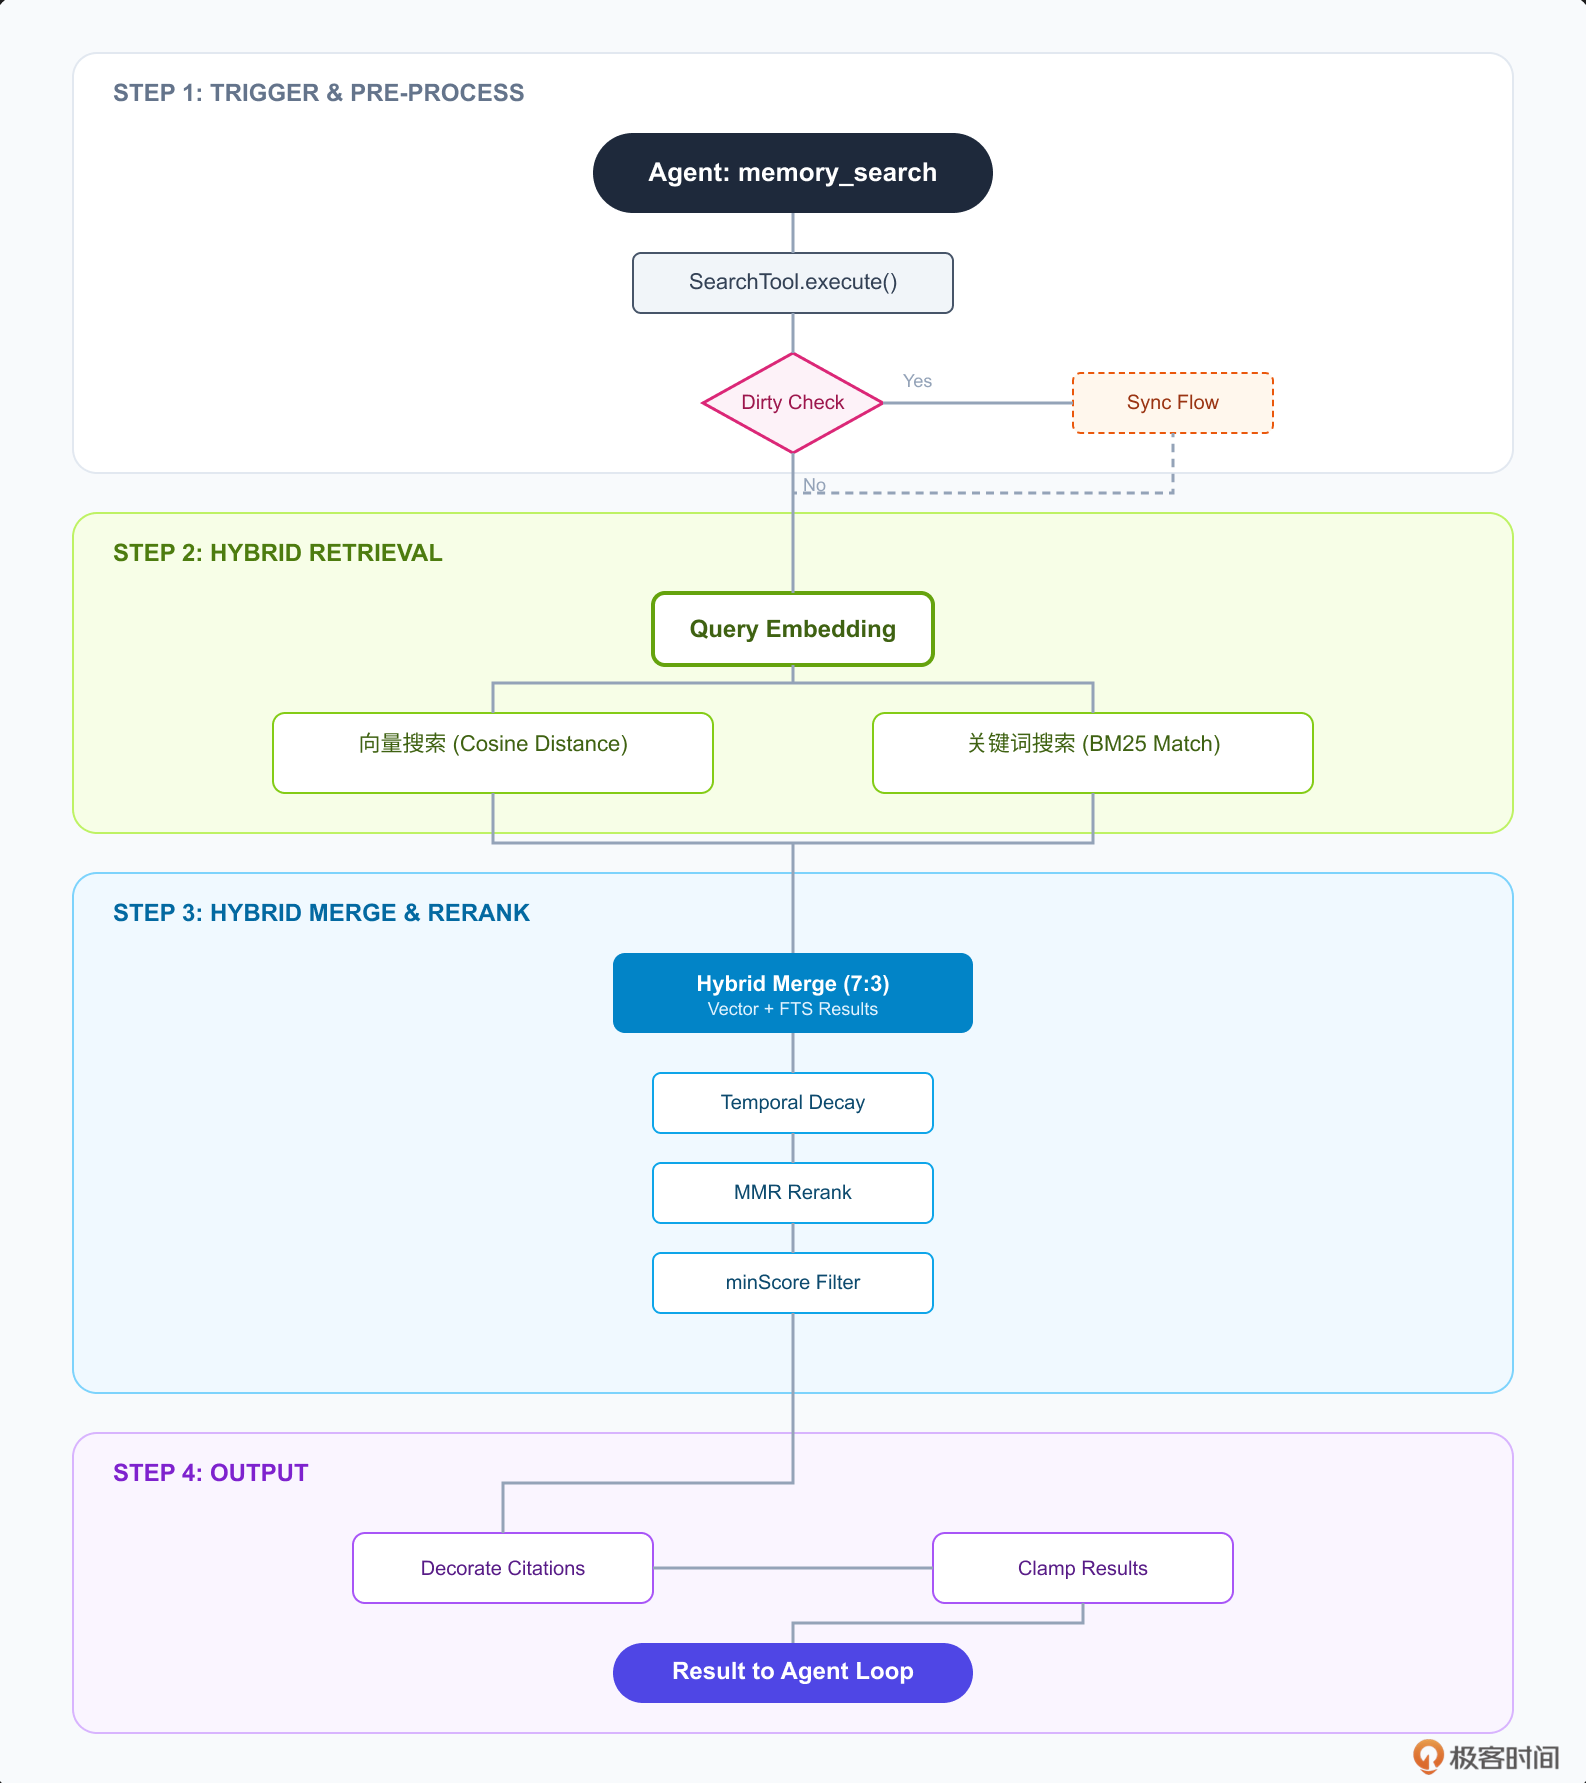 STEP 1: TRIGGER & PRE-PROCESS
Agent: memory_search
SearchTool.execute()
Dirty Check
Yes
Sync Flow
No
STEP 2: HYBRID RETRIEVAL
Query Embedding
向量搜索 (Cosine Distance)
关键词搜索 (BM25 Match)
STEP 3: HYBRID MERGE & RERANK
Hybrid Merge (7:3)
Vector + FTS Results
Temporal Decay
MMR Rerank
minScore Filter
STEP 4: OUTPUT
Decorate Citations
Clamp Results
Result to Agent Loop
极客时间